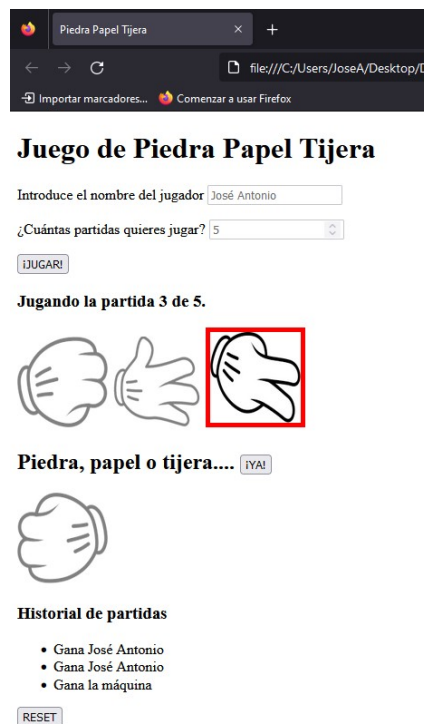 Piedra Papel Tijera
file:///C:/Users/JoseA/Desktop/D
Importar marcadores... Comenzar a usar Firefox
Juego de Piedra Papel Tijera
Introduce el nombre del jugador José Antonio
¿Cuántas partidas quieres jugar? 5
¡JUGAR!
Jugando la partida 3 de 5.
Piedra, papel o tijera.... ¡YA!
Historial de partidas
• Gana José Antonio
• Gana José Antonio
• Gana la máquina
RESET